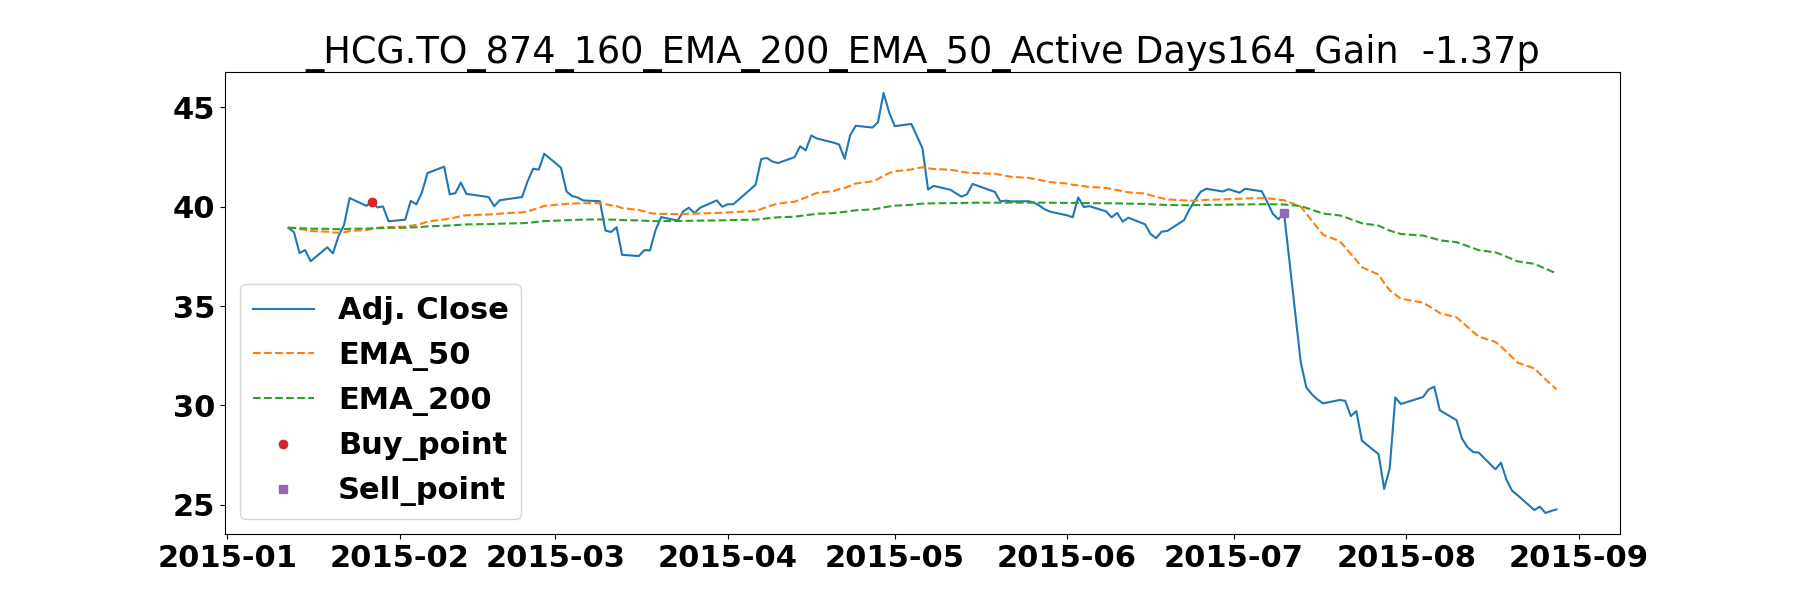 _HCG.TO_874_160_EMA_200_EMA_50_Active Days164_Gain  -1.37p
45
40
35
30
25
Adj. Close
EMA_50
EMA_200
Buy_point
Sell_point
2015-01 2015-02 2015-03 2015-04 2015-05 2015-06 2015-07 2015-08 2015-09